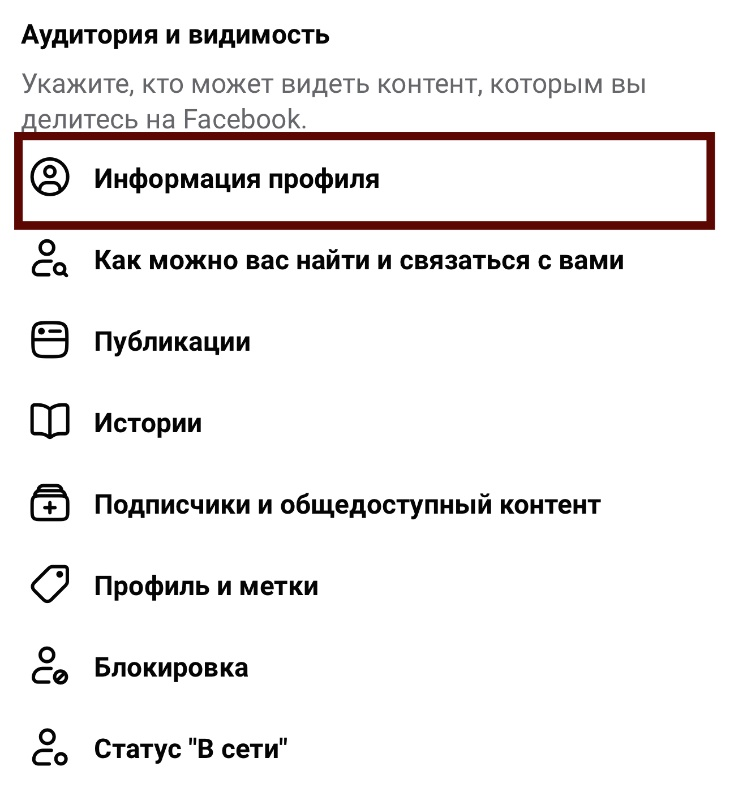 Аудитория и видимость
Укажите, кто может видеть контент, которым вы
делитесь на Facebook.
Информация профиля
Как можно вас найти и связаться с вами
Публикации
Истории
Подписчики и общедоступный контент
Профиль и метки
Блокировка
Статус "В сети"